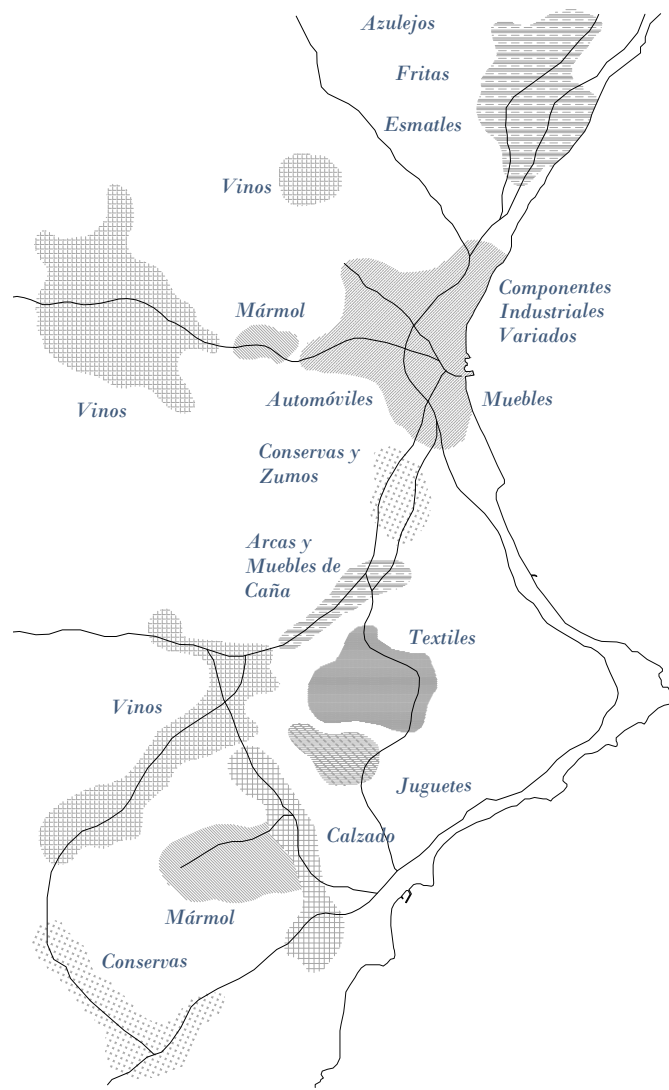 Azulejos
Fritas
Esmatles
Vinos
Componentes
Industriales
Variados
Mármol
Vinos
Automóviles
Muebles
Conservas y
Zumos
Arcas y
Muebles de
Caña
Textiles
Vinos
Juguetes
Calzado
Mármol
Conservas